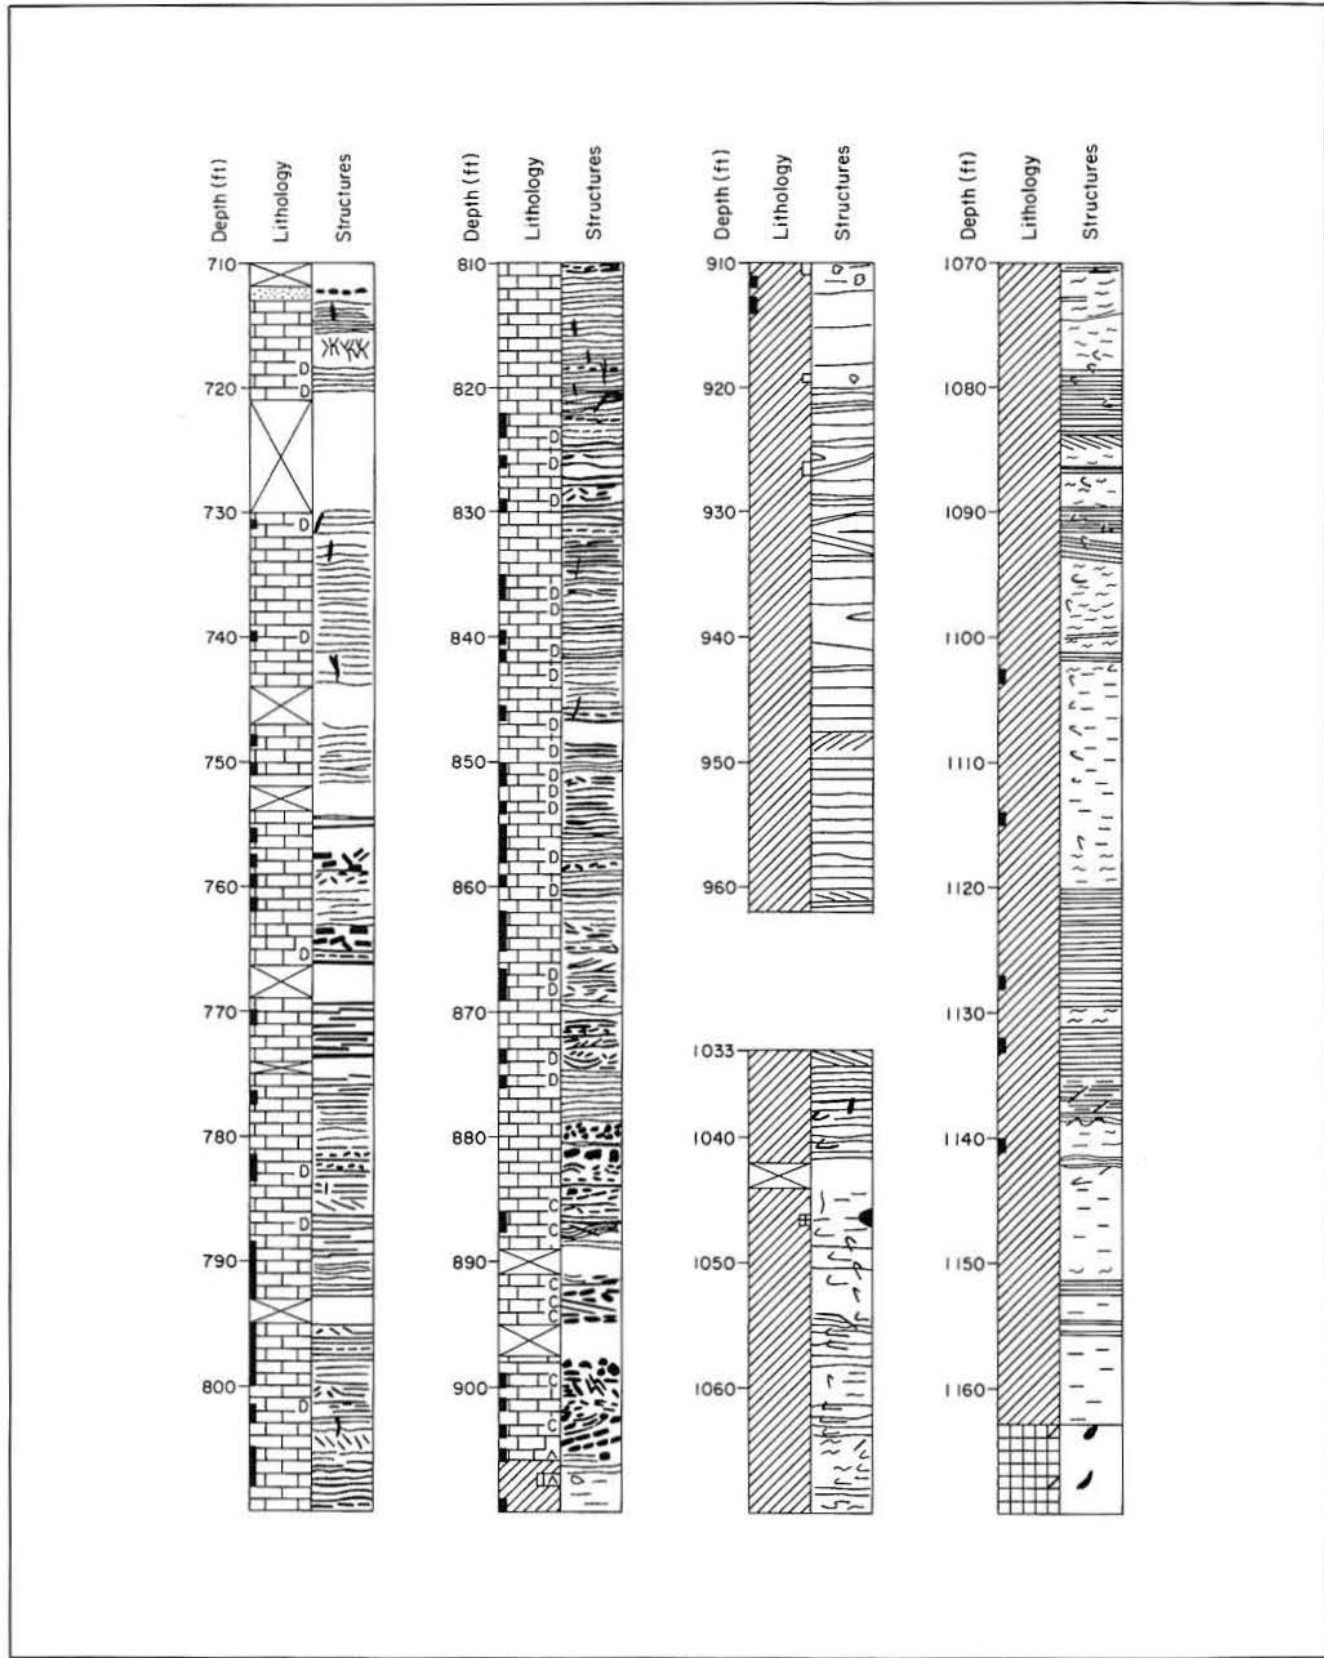 Depth (ft) Lithology Structures
710
D
720 D
730 D
740 D
750
760
D
770
780
D
D
790
800
D
Depth (ft) Lithology Structures
810
820
D
D
830 D
D
D
840
D
D
D
D
850
D
D
D
D
860 D
D
D
870
D
D
880
C
C
890
C
C
C
900 C
C
Depth (ft) Lithology Structures
910
920
930
940
950
960
1033
1040
1050
1060
Depth (ft) Lithology Structures
1070
1080
1090
1100
1110
1120
1130
1140
1150
1160